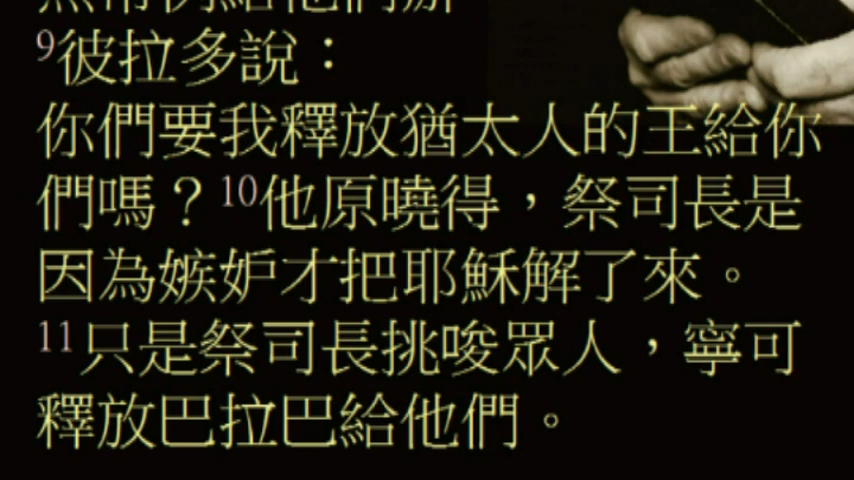 ⁹彼拉多說：
你們要我釋放猶太人的王給你
們嗎？¹⁰他原曉得，祭司長是
因為嫉妒才把耶穌解了來。
¹¹只是祭司長挑唆眾人，寧可
釋放巴拉巴給他們。